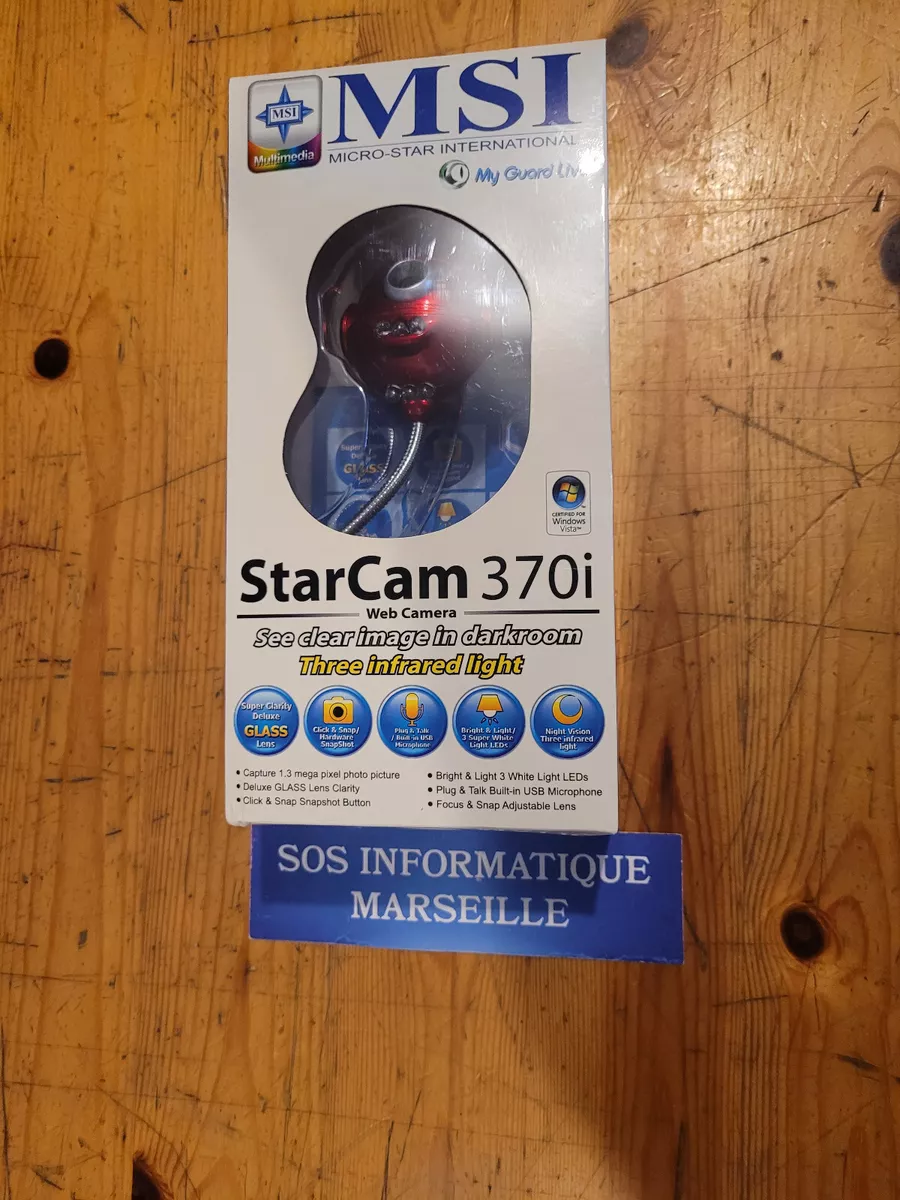 MSI
Multimedia
MSI
MICRO-STAR INTERNATIONAL
My Guard Liv
Super
GLASS
CERTIFIED FOR
Windows
Vista™
StarCam 370i
Web Camera
See clear image in darkroom
Three infrared light
Super Clarity
Deluxe
GLASS
Lens
Click & Snap/
Hardware
SnapShot
Plug & Talk
/ Built-in USB
Microphone
Bright & Light/
3 Super White
Light LEDs
Night Vision
Three infrared
light
• Capture 1.3 mega pixel photo picture
• Deluxe GLASS Lens Clarity
• Click & Snap Snapshot Button
• Bright & Light 3 White Light LEDs
• Plug & Talk Built-in USB Microphone
• Focus & Snap Adjustable Lens
SOS INFORMATIQUE
MARSEILLE